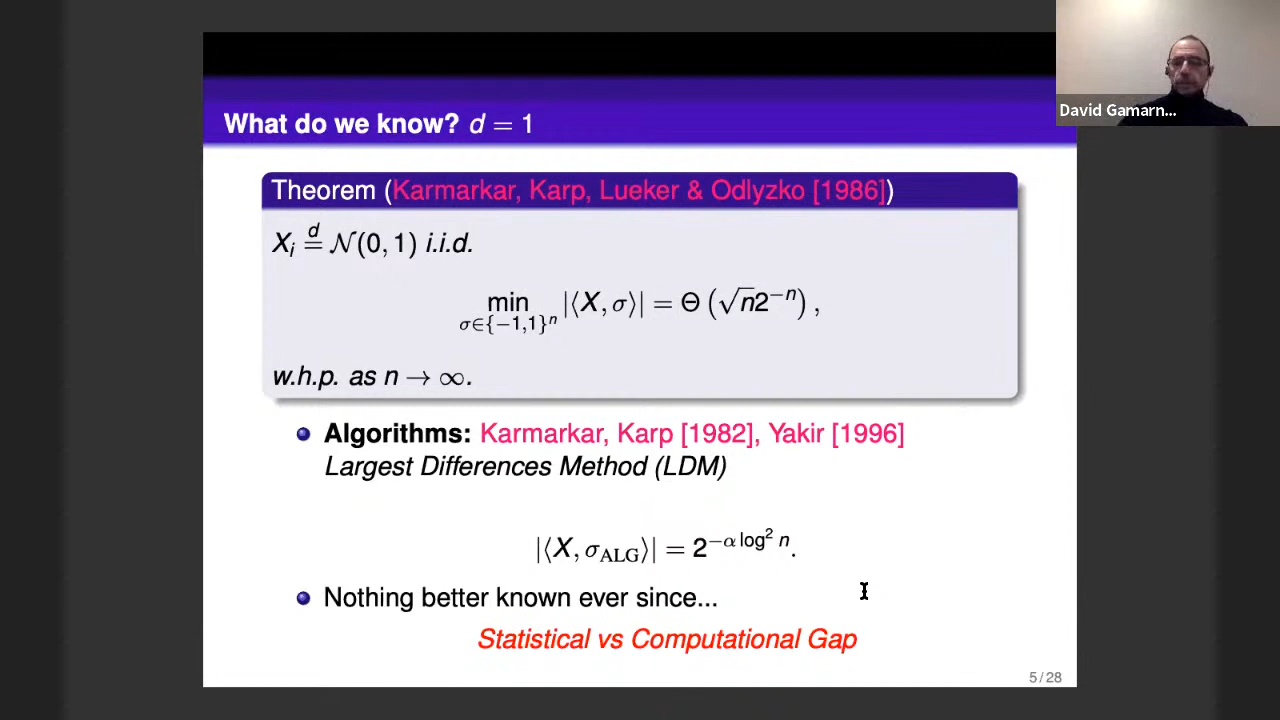 What do we know? d = 1
David Gamarn...
Theorem (Karmarkar, Karp, Lueker & Odlyzko [1986])
X_i =^d N(0, 1) i.i.d.
min_{σ∈{−1,1}^n} |⟨X, σ⟩| = Θ (√n2^{−n}) ,
w.h.p. as n → ∞.
Algorithms: Karmarkar, Karp [1982], Yakir [1996]
Largest Differences Method (LDM)
|⟨X, σ_ALG⟩| = 2^{−α log² n}.
Nothing better known ever since...
Statistical vs Computational Gap
5 / 28